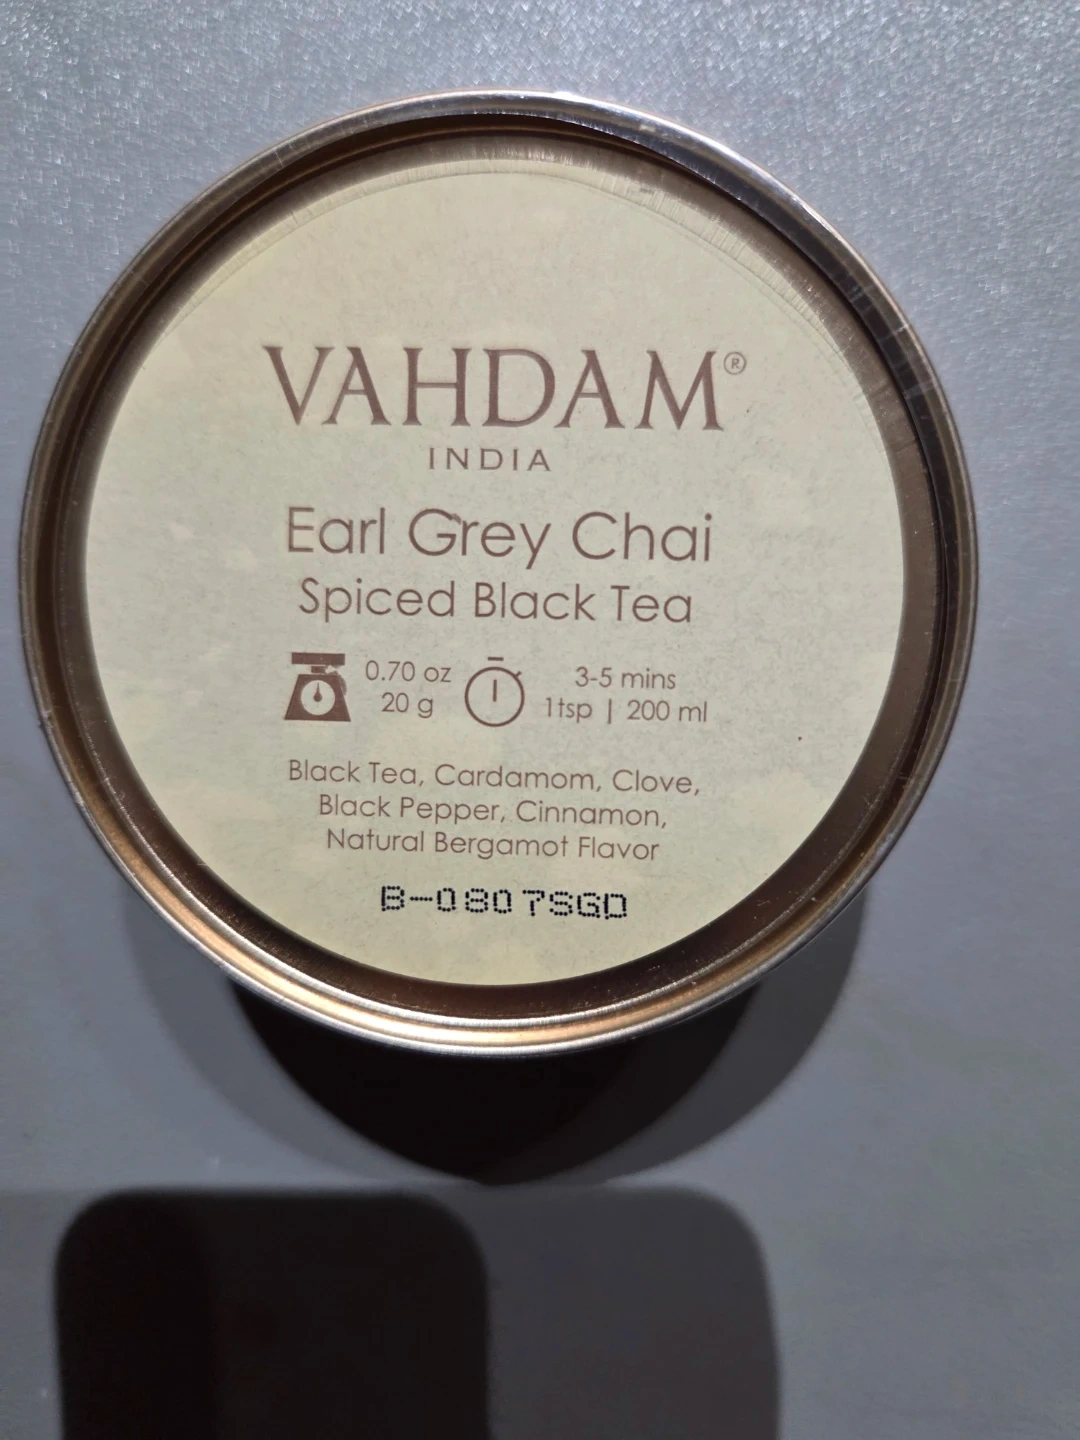 VAHDAM®
INDIA
Earl Grey Chai
Spiced Black Tea
0.70 oz
20 g
3-5 mins
1tsp | 200 ml
Black Tea, Cardamom, Clove,
Black Pepper, Cinnamon,
Natural Bergamot Flavor
B-0807SGD